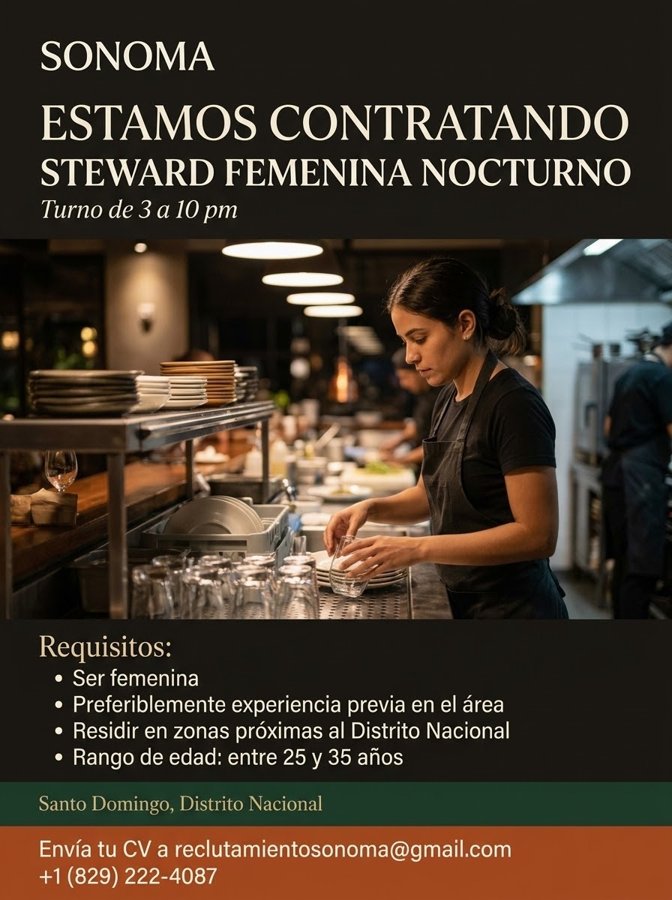 SONOMA
ESTAMOS CONTRATANDO
STEWARD FEMENINA NOCTURNO
Turno de 3 a 10 pm
Requisitos:
• Ser femenina
• Preferiblemente experiencia previa en el área
• Residir en zonas próximas al Distrito Nacional
• Rango de edad: entre 25 y 35 años
Santo Domingo, Distrito Nacional
Envía tu CV a reclutamientosonoma@gmail.com
+1 (829) 222-4087